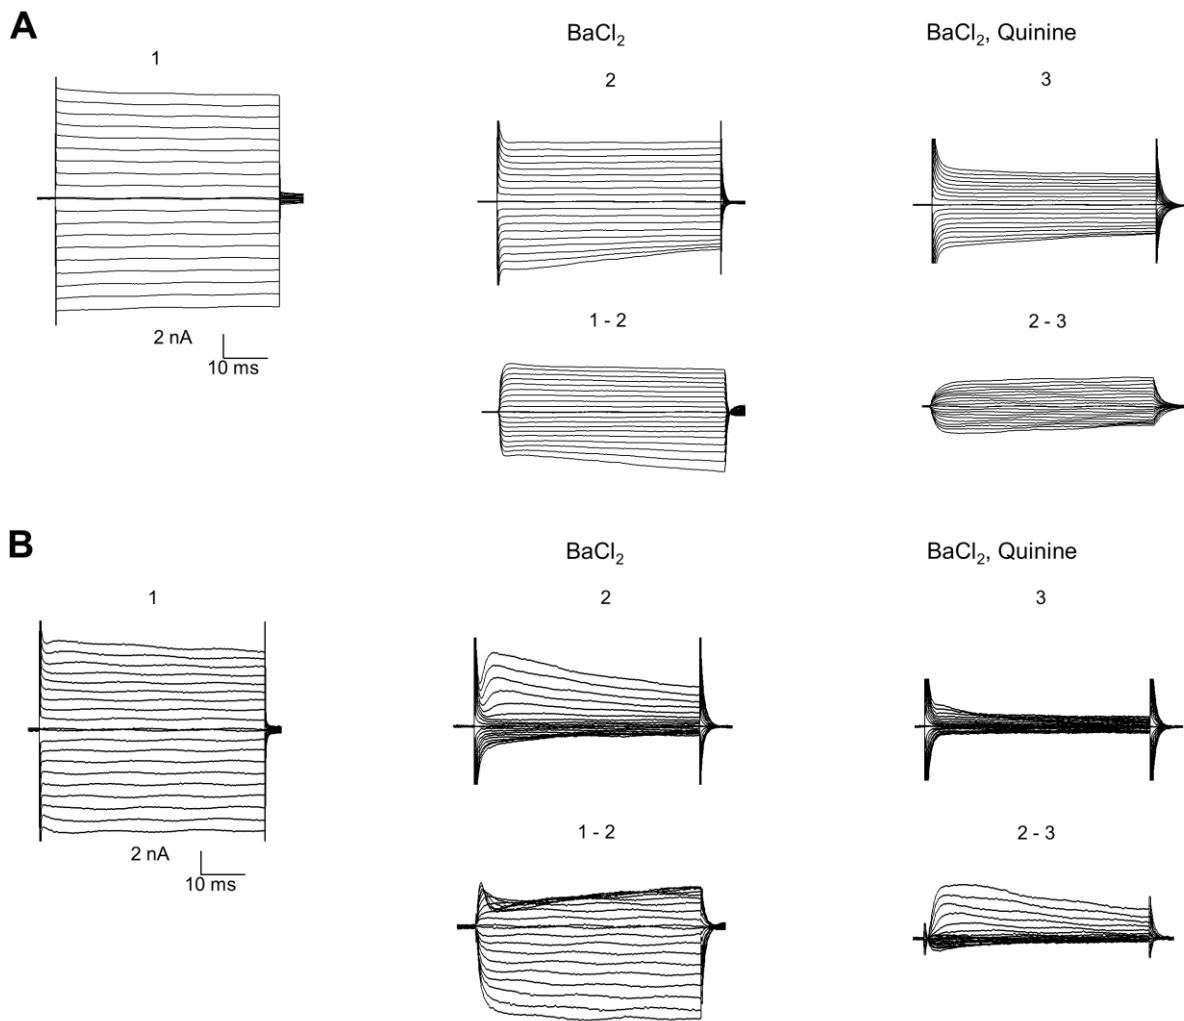 A
BaCl₂
BaCl₂, Quinine
1
2
3
2 nA
10 ms
1 - 2
2 - 3
B
BaCl₂
BaCl₂, Quinine
1
2
3
2 nA
10 ms
1 - 2
2 - 3